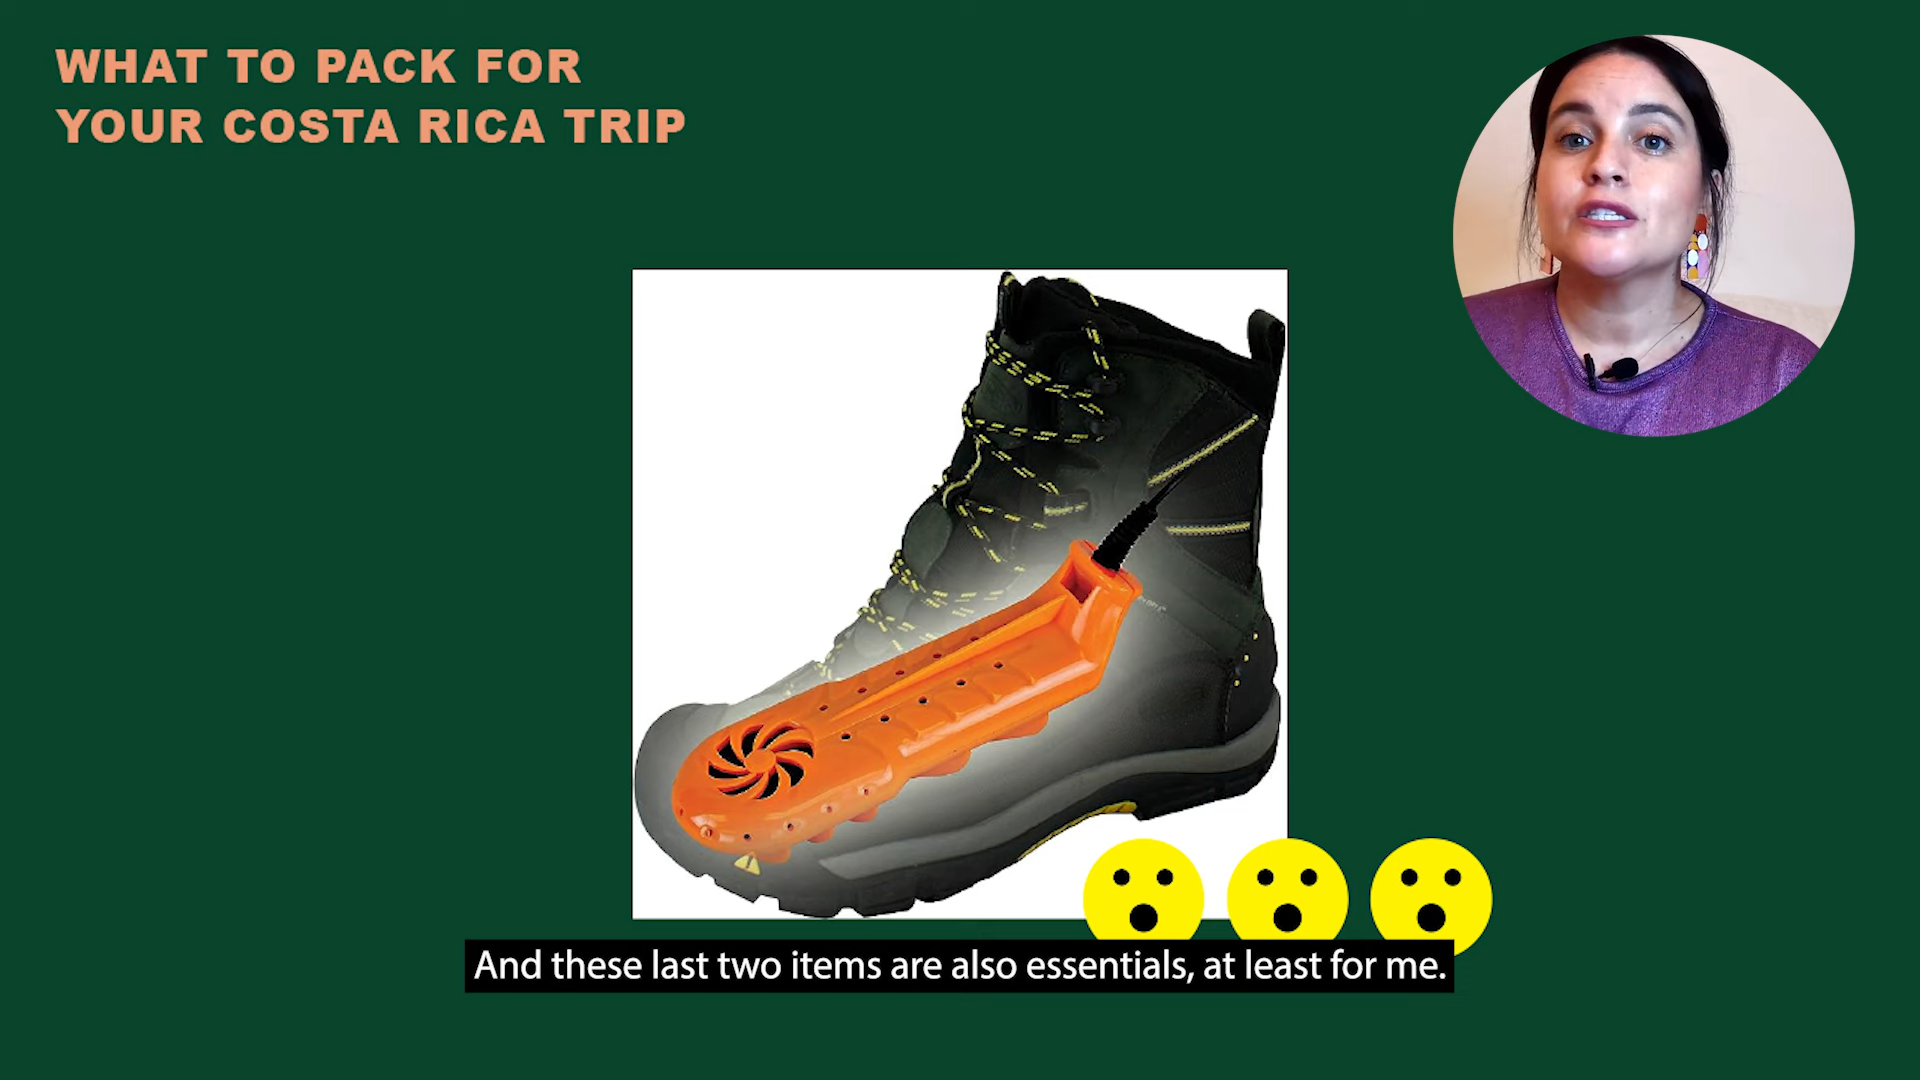 WHAT TO PACK FOR
YOUR COSTA RICA TRIP
And these last two items are also essentials, at least for me.